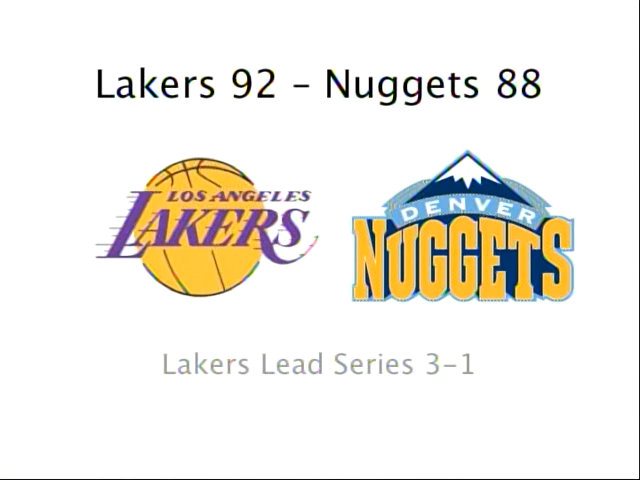 Lakers 92 – Nuggets 88
LOS ANGELES
LAKERS
DENVER
NUGGETS
Lakers Lead Series 3-1